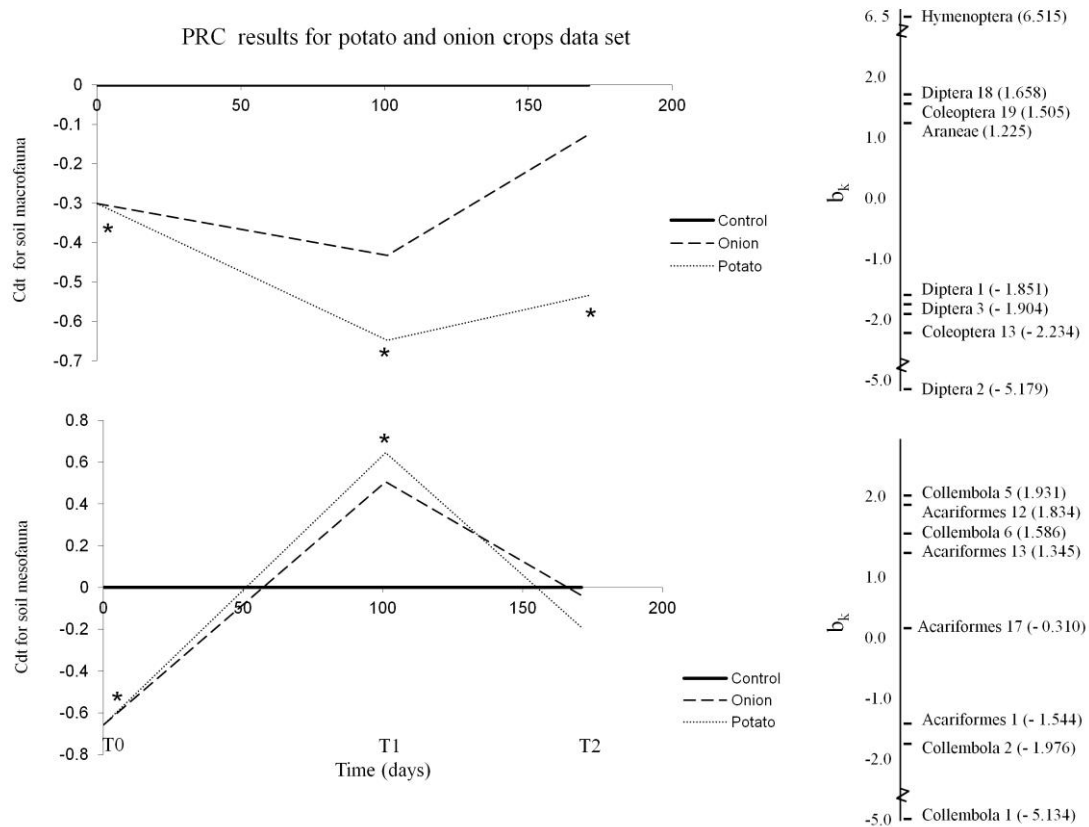 PRC results for potato and onion crops data set
0
-0.1
-0.2
-0.3
-0.4
-0.5
-0.6
-0.7
0
50
100
150
200
Cdt for soil macrofauna
*
*
*
Control
Onion
Potato
6.5
2.0
1.0
0.0
-1.0
-2.0
-5.0
b_k
Hymenoptera (6.515)
Diptera 18 (1.658)
Coleoptera 19 (1.505)
Araneae (1.225)
Diptera 1 (- 1.851)
Diptera 3 (- 1.904)
Coleoptera 13 (- 2.234)
Diptera 2 (- 5.179)
0.8
0.6
0.4
0.2
0
-0.2
-0.4
-0.6
-0.8
0
50
100
150
200
Cdt for soil mesofauna
*
*
Control
Onion
Potato
T0
T1
T2
Time (days)
2.0
1.0
0.0
-1.0
-2.0
-5.0
b_k
Collembola 5 (1.931)
Acariformes 12 (1.834)
Collembola 6 (1.586)
Acariformes 13 (1.345)
Acariformes 17 (- 0.310)
Acariformes 1 (- 1.544)
Collembola 2 (- 1.976)
Collembola 1 (- 5.134)